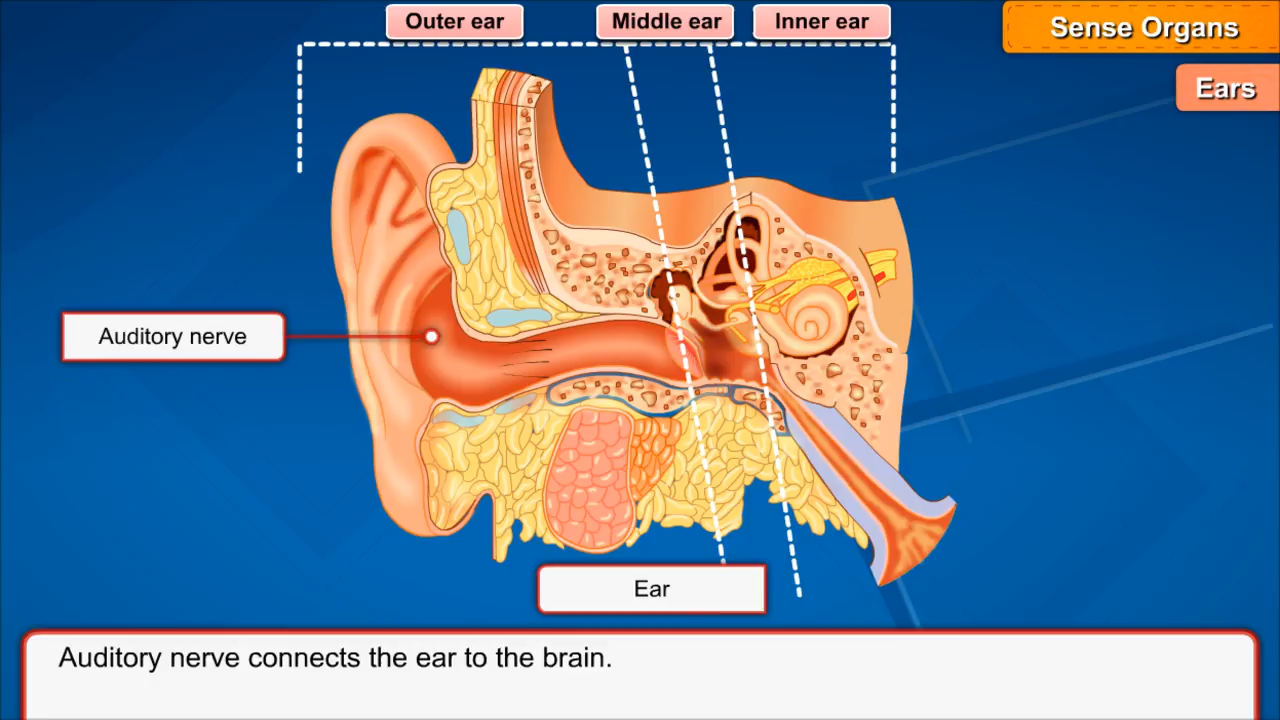 Outer ear
Middle ear
Inner ear
Sense Organs
Ears
Auditory nerve
Ear
Auditory nerve connects the ear to the brain.